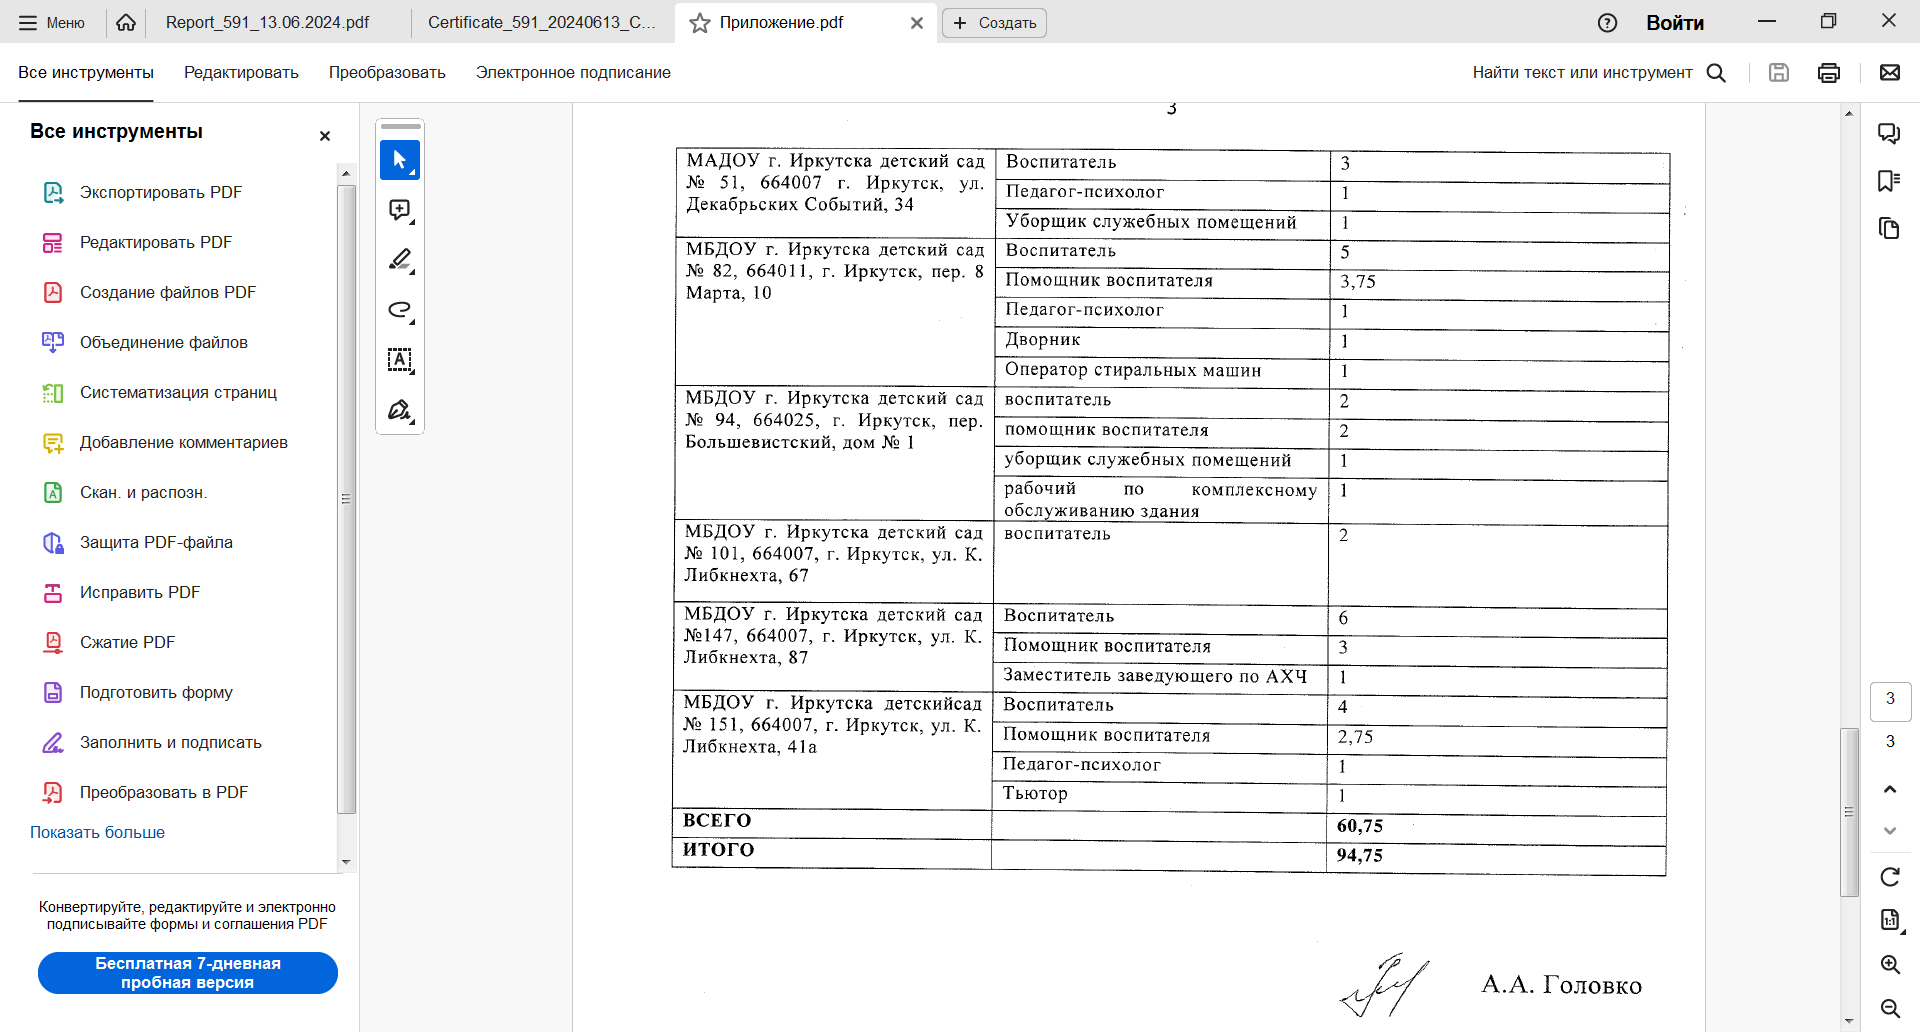 Меню
Report_591_13.06.2024.pdf
Certificate_591_20240613_C...
Приложение.pdf
Создать
Войти
Все инструменты
Редактировать
Преобразовать
Электронное подписание
Найти текст или инструмент
Все инструменты
Экспортировать PDF
Редактировать PDF
Создание файлов PDF
Объединение файлов
Систематизация страниц
Добавление комментариев
Скан. и распозн.
Защита PDF-файла
Исправить PDF
Сжатие PDF
Подготовить форму
Заполнить и подписать
Преобразовать в PDF
Показать больше
Конвертируйте, редактируйте и электронно
подписывайте формы и соглашения PDF
Бесплатная 7-дневная
пробная версия
3
МАДОУ г. Иркутска детский сад
№ 51, 664007 г. Иркутск, ул.
Декабрьских Событий, 34
Воспитатель 3
Педагог-психолог 1
Уборщик служебных помещений 1
МБДОУ г. Иркутска детский сад
№ 82, 664011, г. Иркутск, пер. 8
Марта, 10
Воспитатель 5
Помощник воспитателя 3,75
Педагог-психолог 1
Дворник 1
Оператор стиральных машин 1
МБДОУ г. Иркутска детский сад
№ 94, 664025, г. Иркутск, пер.
Большевистский, дом № 1
воспитатель 2
помощник воспитателя 2
уборщик служебных помещений 1
рабочий по комплексному 1
обслуживанию здания
МБДОУ г. Иркутска детский сад
№ 101, 664007, г. Иркутск, ул. К.
Либкнехта, 67
воспитатель 2
МБДОУ г. Иркутска детский сад
№147, 664007, г. Иркутск, ул. К.
Либкнехта, 87
Воспитатель 6
Помощник воспитателя 3
Заместитель заведующего по АХЧ 1
МБДОУ г. Иркутска детскийсад
№ 151, 664007, г. Иркутск, ул. К.
Либкнехта, 41а
Воспитатель 4
Помощник воспитателя 2,75
Педагог-психолог 1
Тьютор 1
ВСЕГО 60,75
ИТОГО 94,75
А.А. Головко
3
3